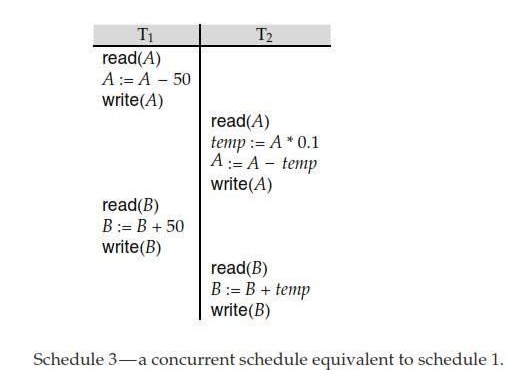 T1 T2
read(A)
A := A − 50
write(A)
read(A)
temp := A * 0.1
A := A − temp
write(A)
read(B)
B := B + 50
write(B)
read(B)
B := B + temp
write(B)
Schedule 3—a concurrent schedule equivalent to schedule 1.